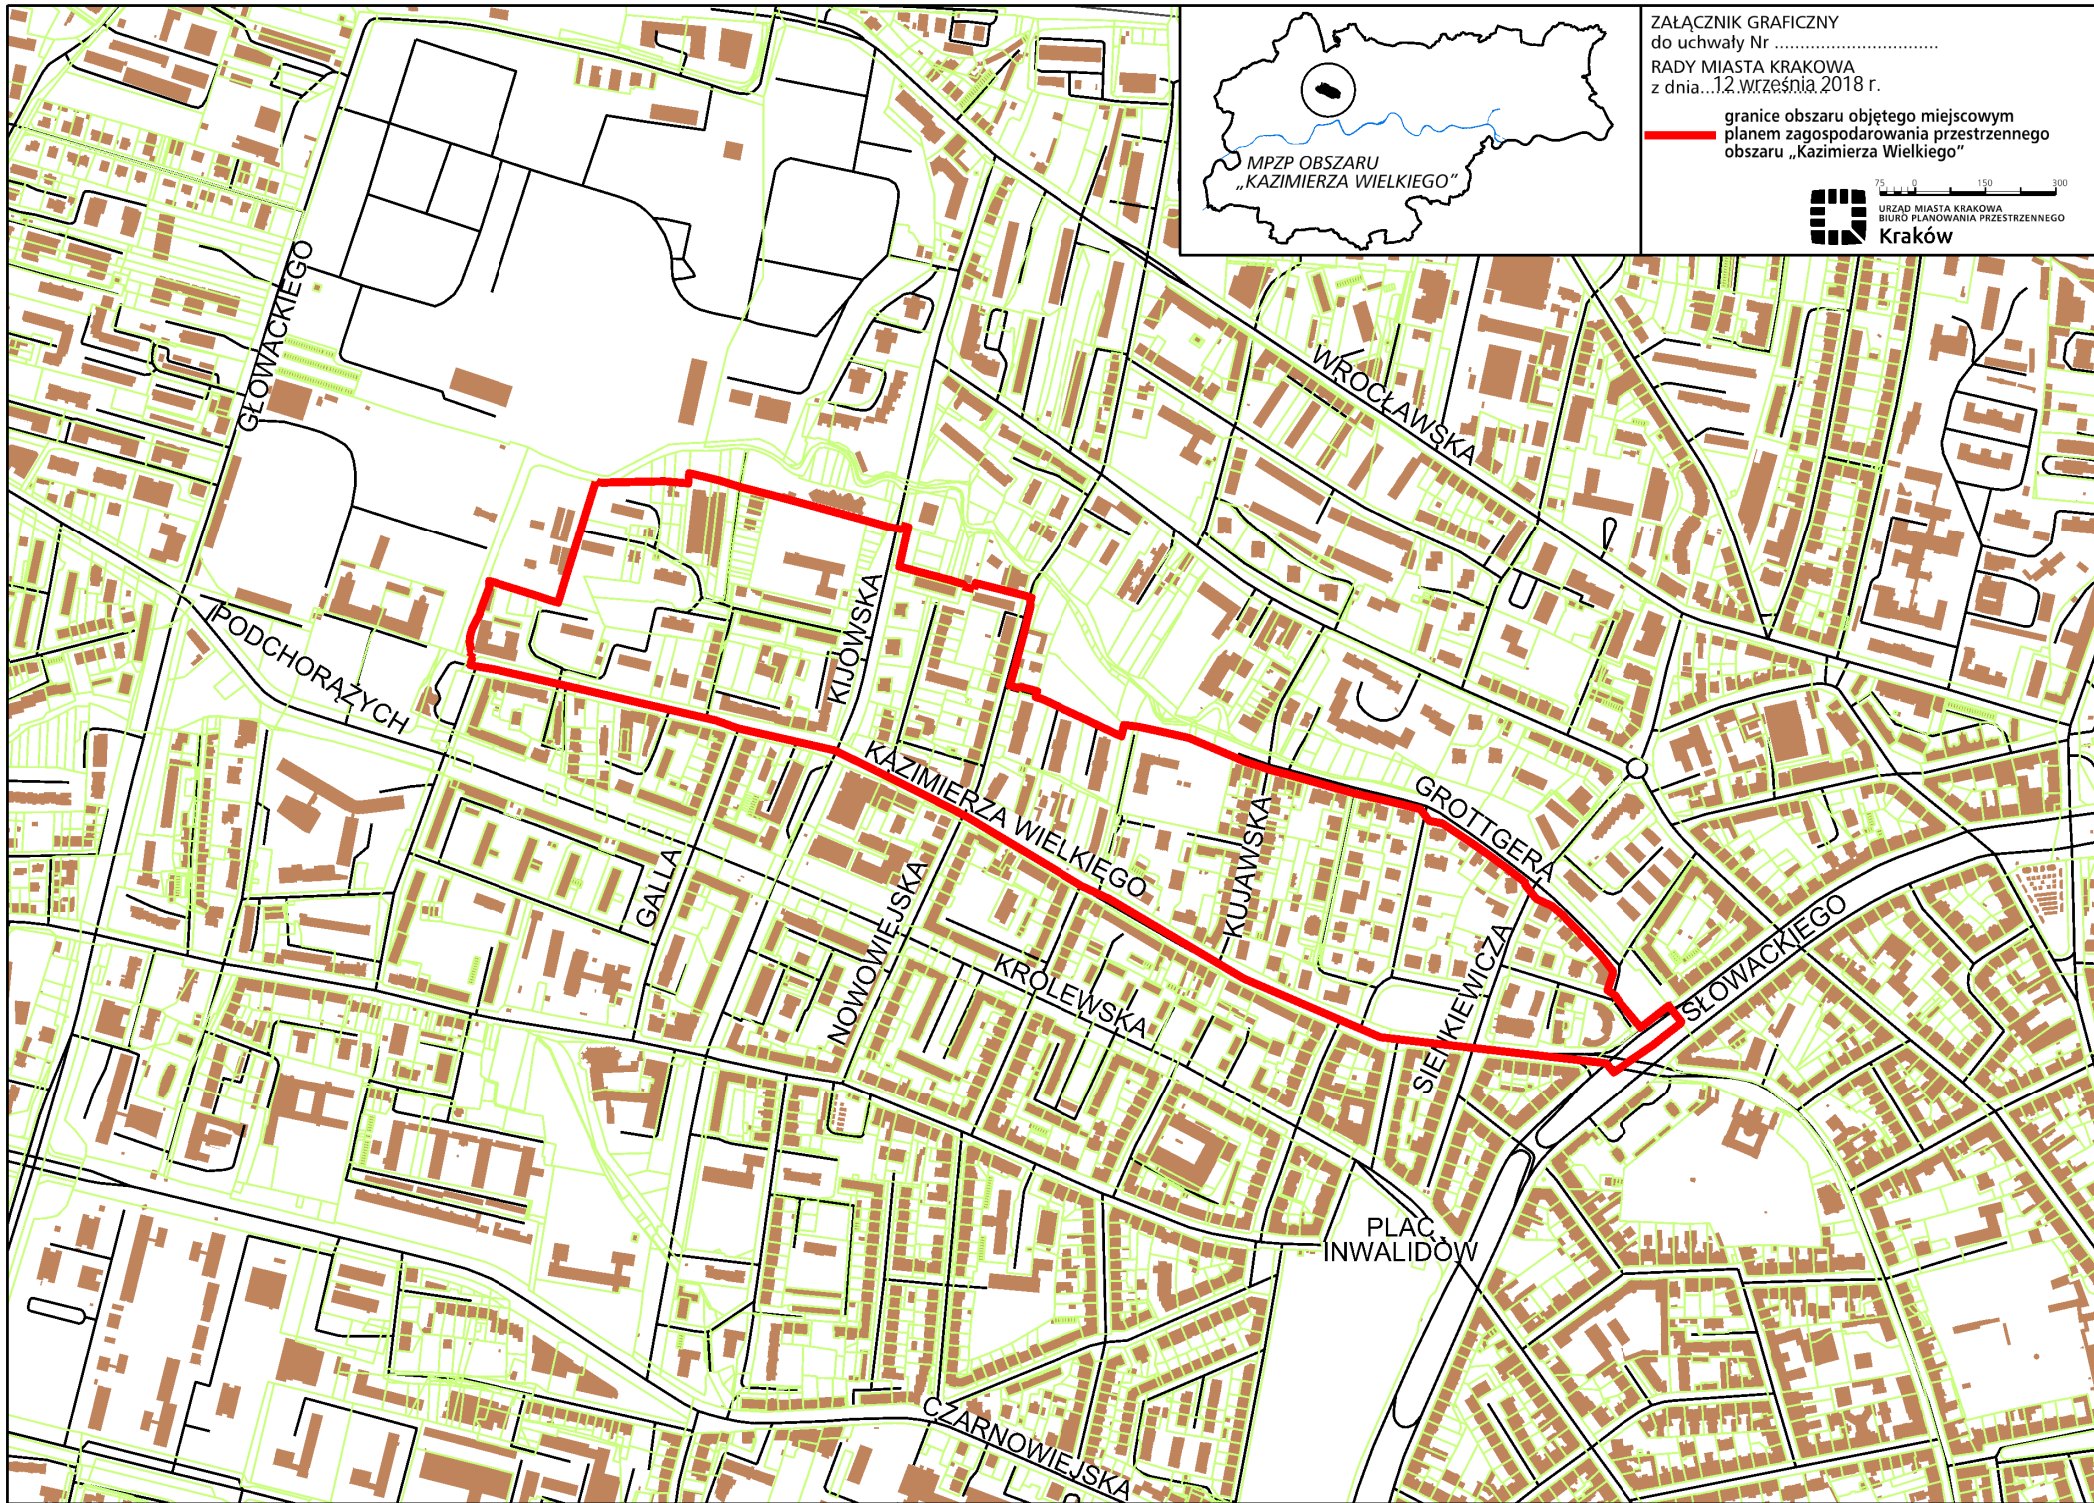 ZAŁĄCZNIK GRAFICZNY
do uchwały Nr ................................
RADY MIASTA KRAKOWA
z dnia...12 września 2018 r.
granice obszaru objętego miejscowym
planem zagospodarowania przestrzennego
obszaru „Kazimierza Wielkiego”
75 0 150 300
URZĄD MIASTA KRAKOWA
BIURO PLANOWANIA PRZESTRZENNEGO
Kraków
MPZP OBSZARU
„KAZIMIERZA WIELKIEGO”
GŁOWACKIEGO
WROCŁAWSKA
PODCHORĄŻYCH
KIJOWSKA
KAZIMIERZA WIELKIEGO
GROTTGERA
KUJAWSKA
GALLA
NOWOWIEJSKA
KRÓLEWSKA
SIENKIEWICZA
SŁOWACKIEGO
PLAC
INWALIDÓW
CZARNOWIEJSKA